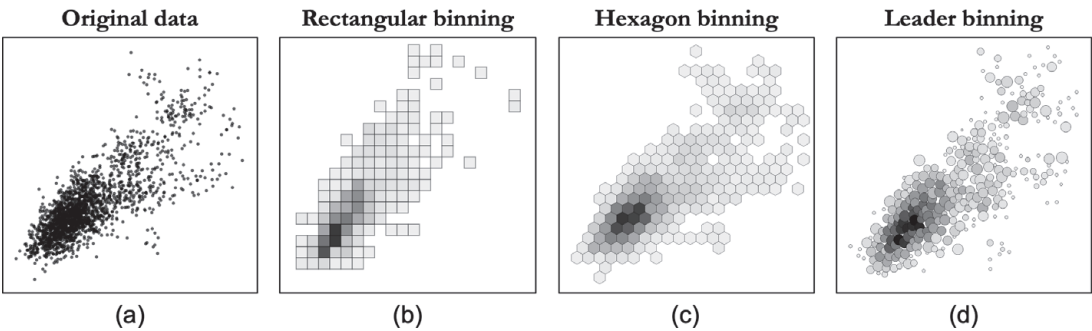 Original data
Rectangular binning
Hexagon binning
Leader binning
(a)
(b)
(c)
(d)